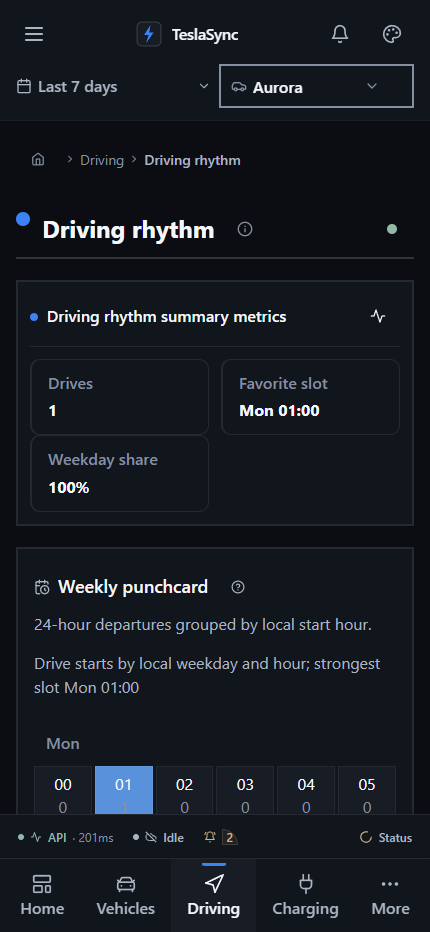 TeslaSync
Last 7 days
Aurora
Driving
Driving rhythm
Driving rhythm
Driving rhythm summary metrics
Drives
Favorite slot
1
Mon 01:00
Weekday share
100%
Weekly punchcard
24-hour departures grouped by local start hour.
Drive starts by local weekday and hour; strongest
slot Mon 01:00
Mon
00 01 02 03 04 05
0 1 0 0 0 0
API · 201ms Idle 2 Status
Home Vehicles Driving Charging More